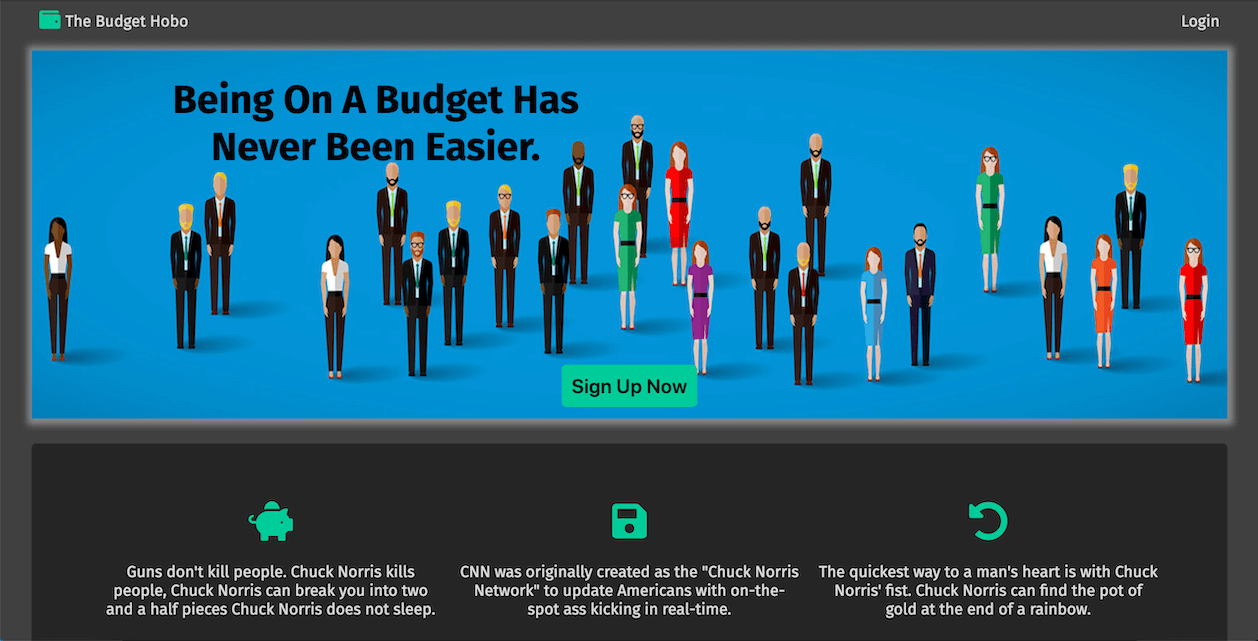 The Budget Hobo
Login
Being On A Budget Has
Never Been Easier.
Sign Up Now
Guns don't kill people. Chuck Norris kills
people, Chuck Norris can break you into two
and a half pieces Chuck Norris does not sleep.
CNN was originally created as the "Chuck Norris
Network" to update Americans with on-the-
spot ass kicking in real-time.
The quickest way to a man's heart is with Chuck
Norris' fist. Chuck Norris can find the pot of
gold at the end of a rainbow.